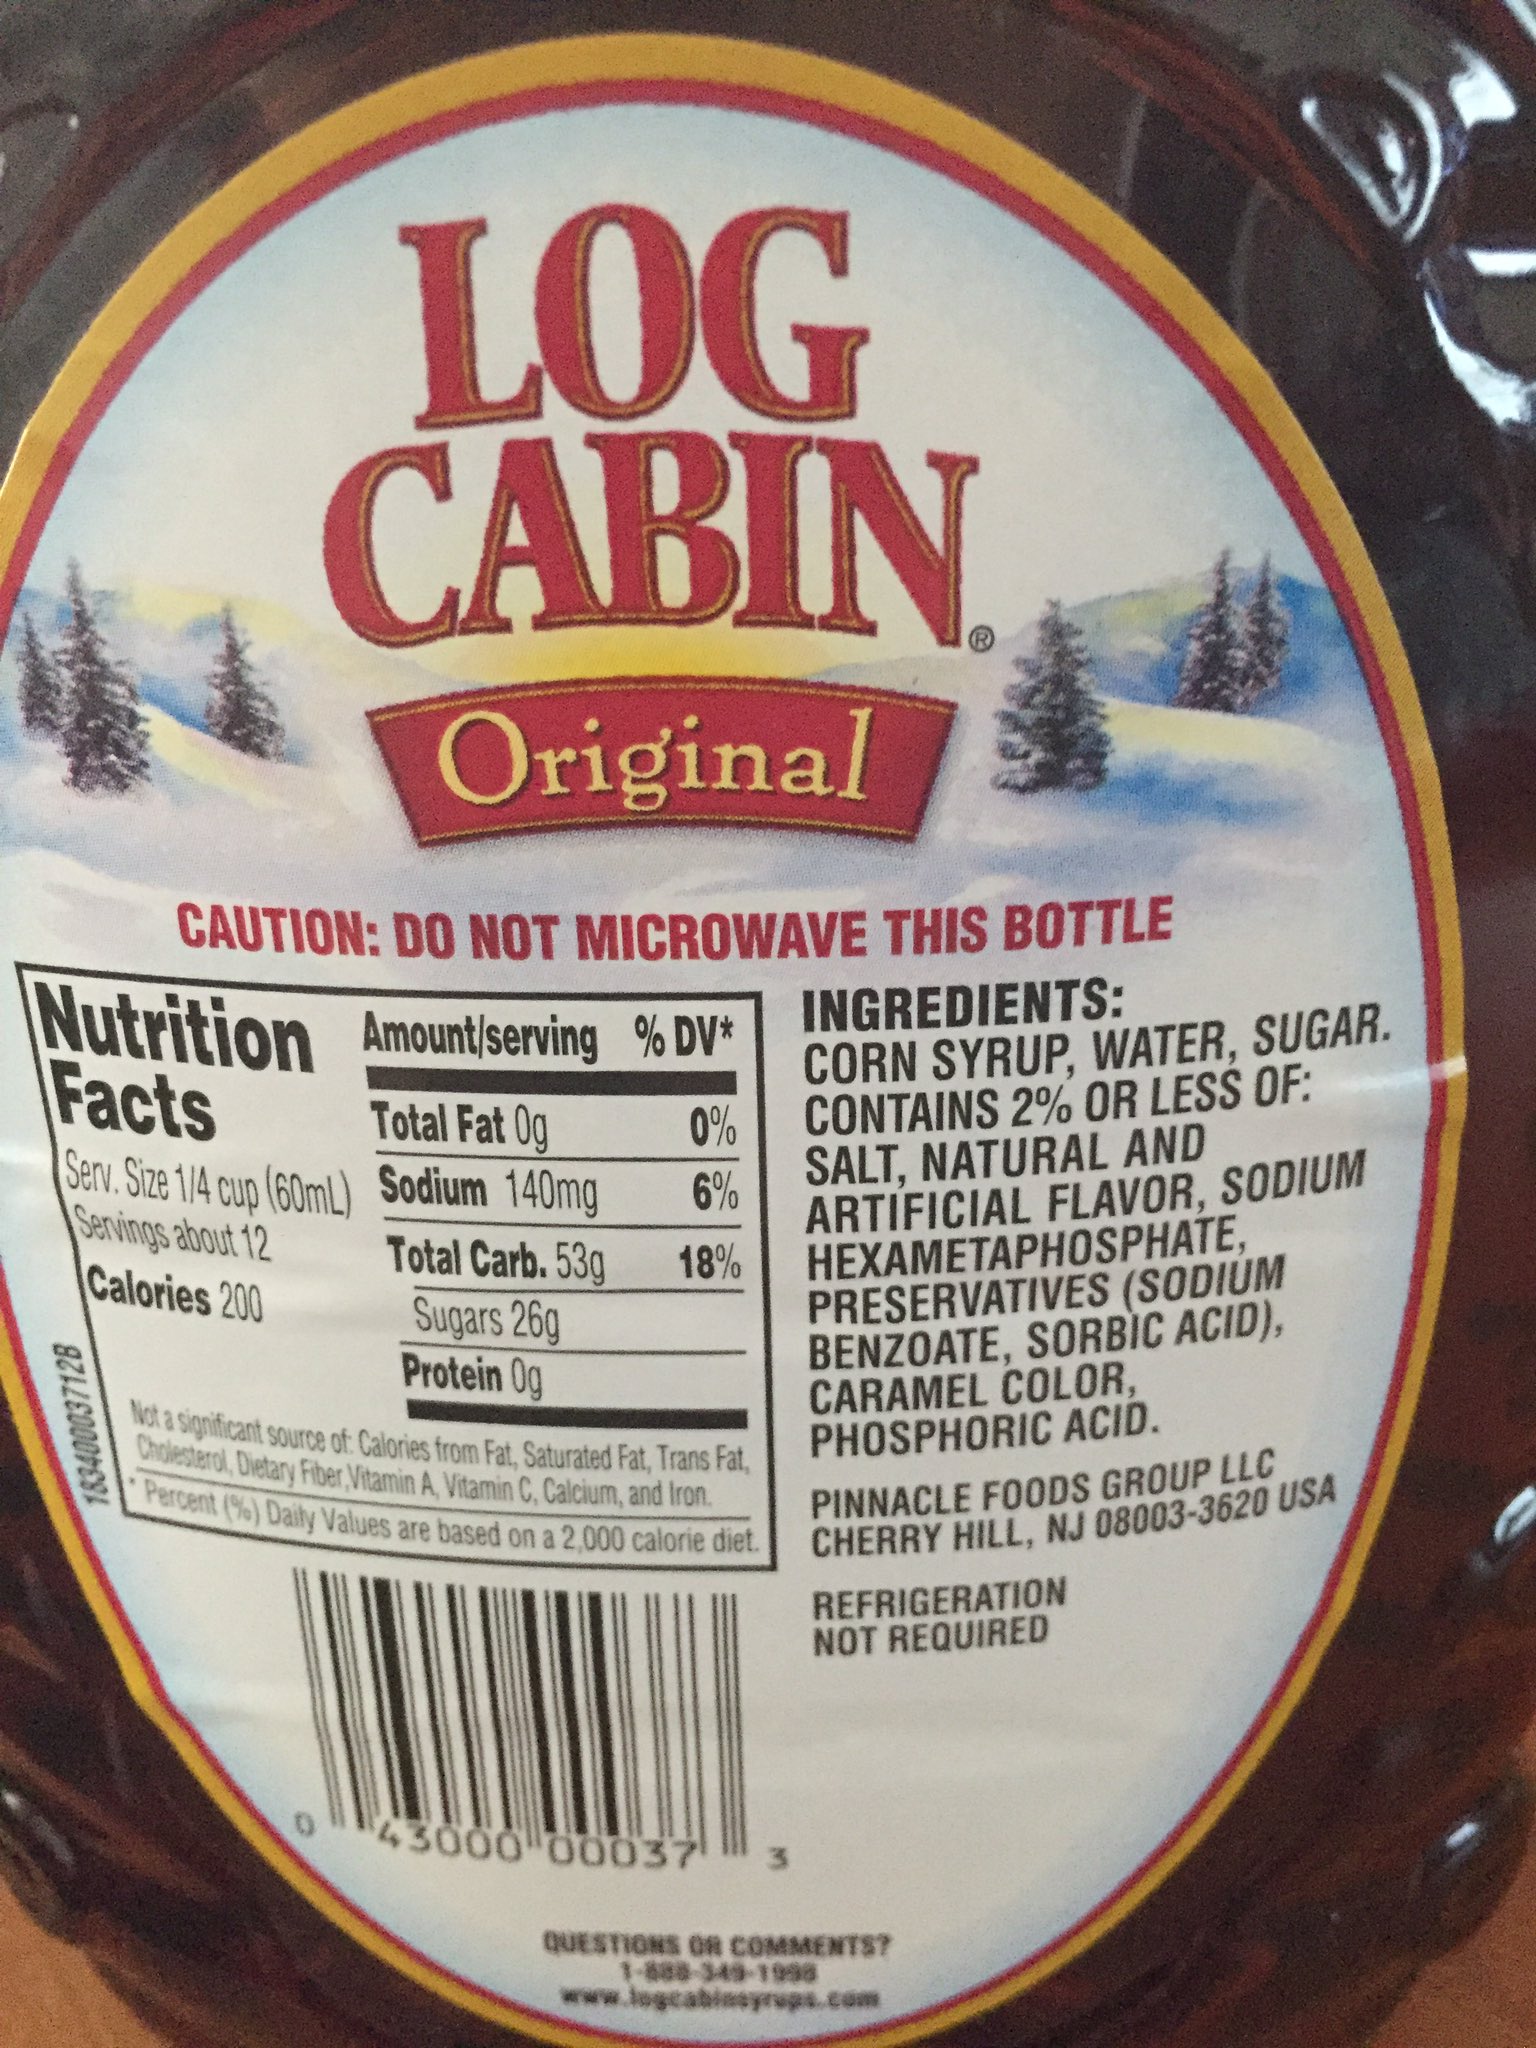 LOG
CABIN®
Original
CAUTION: DO NOT MICROWAVE THIS BOTTLE
Nutrition
Facts
Serv. Size 1/4 cup (60mL)
Servings about 12
Calories 200
Amount/serving % DV*
Total Fat 0g 0%
Sodium 140mg 6%
Total Carb. 53g 18%
Sugars 26g
Protein 0g
Not a significant source of: Calories from Fat, Saturated Fat, Trans Fat,
Cholesterol, Dietary Fiber, Vitamin A, Vitamin C, Calcium, and Iron.
* Percent (%) Daily Values are based on a 2,000 calorie diet.
18340003712B
INGREDIENTS:
CORN SYRUP, WATER, SUGAR.
CONTAINS 2% OR LESS OF:
SALT, NATURAL AND
ARTIFICIAL FLAVOR, SODIUM
HEXAMETAPHOSPHATE,
PRESERVATIVES (SODIUM
BENZOATE, SORBIC ACID),
CARAMEL COLOR,
PHOSPHORIC ACID.
PINNACLE FOODS GROUP LLC
CHERRY HILL, NJ 08003-3620 USA
REFRIGERATION
NOT REQUIRED
0 43000 00037 3
QUESTIONS OR COMMENTS?
1-888-349-1998
www.logcabinsyrups.com